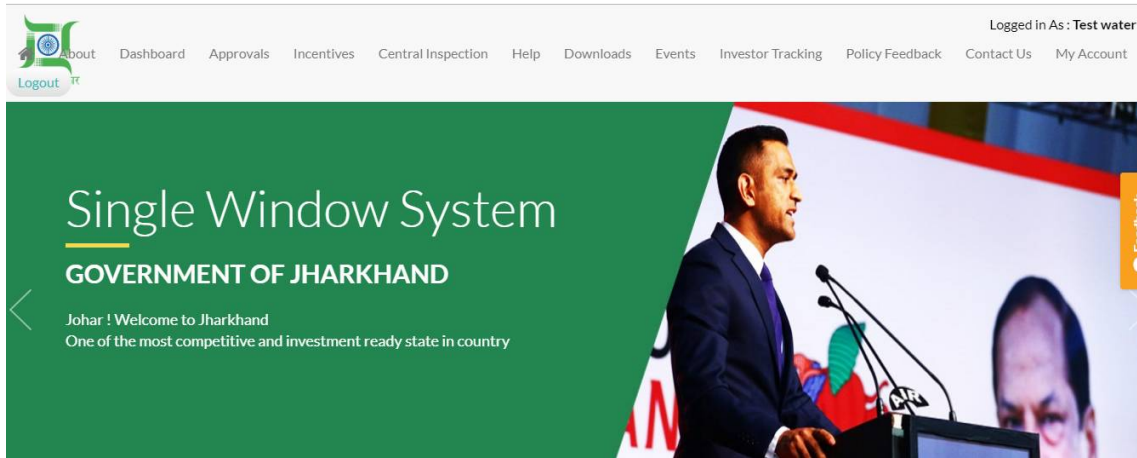 Logged in As : Test water
About Dashboard Approvals Incentives Central Inspection Help Downloads Events Investor Tracking Policy Feedback Contact Us My Account
Logout
Single Window System
GOVERNMENT OF JHARKHAND
Johar ! Welcome to Jharkhand
One of the most competitive and investment ready state in country
AIR